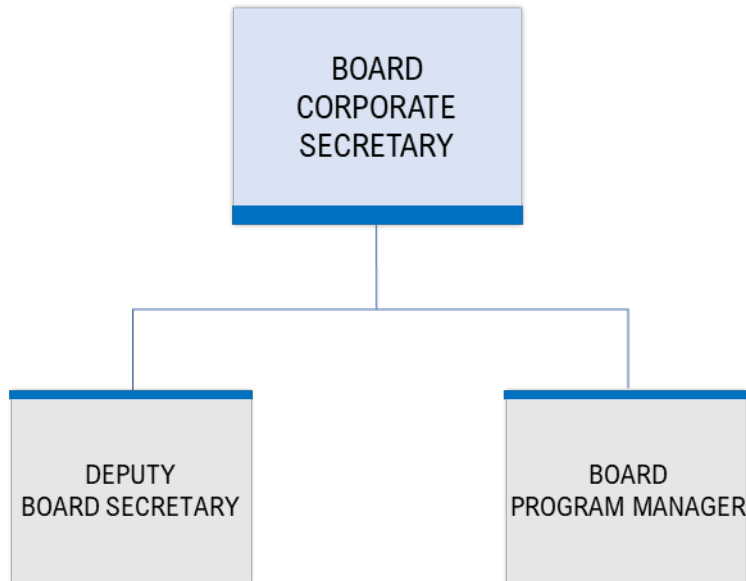 BOARD
CORPORATE
SECRETARY
DEPUTY
BOARD SECRETARY
BOARD
PROGRAM MANAGER